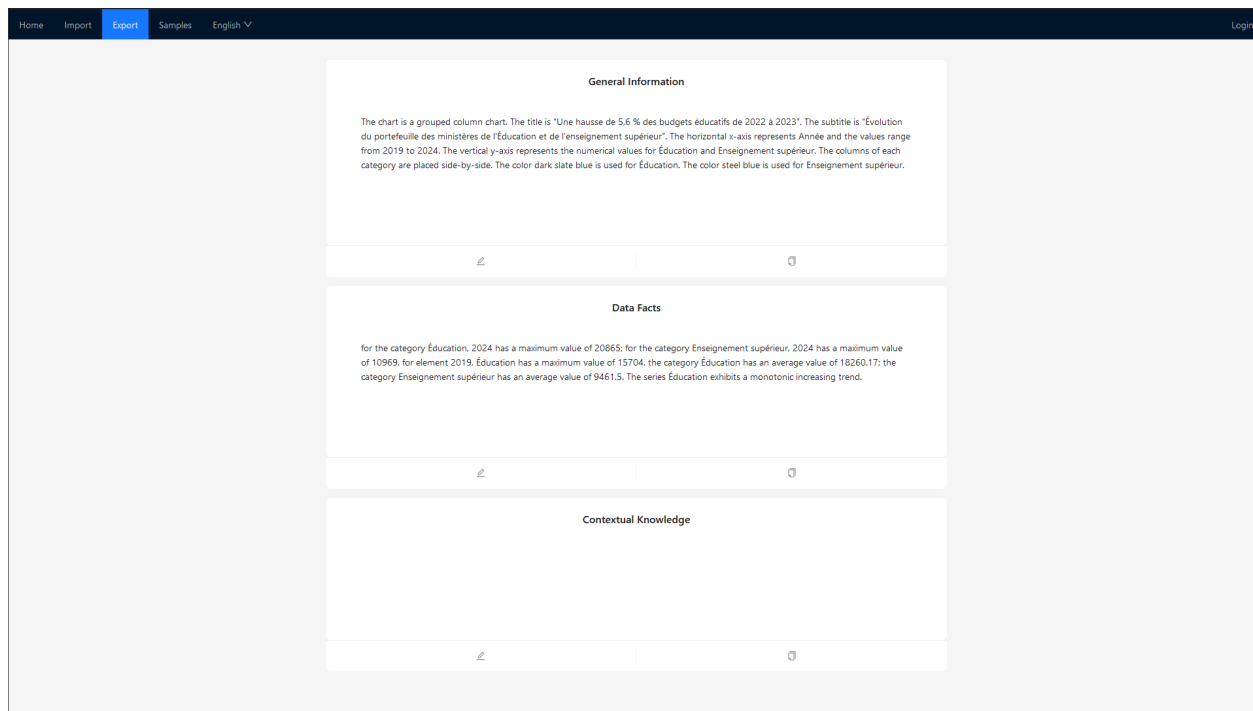 Home Import Export Samples English Login
General Information
The chart is a grouped column chart. The title is "Une hausse de 5,6 % des budgets éducatifs de 2022 à 2023". The subtitle is "Évolution
du portefeuille des ministères de l'Éducation et de l'enseignement supérieur". The horizontal x-axis represents Année and the values range
from 2019 to 2024. The vertical y-axis represents the numerical values for Éducation and Enseignement supérieur. The columns of each
category are placed side-by-side. The color dark slate blue is used for Éducation. The color steel blue is used for Enseignement supérieur.
Data Facts
for the category Éducation, 2024 has a maximum value of 20865; for the category Enseignement supérieur, 2024 has a maximum value
of 10969. for element 2019, Éducation has a maximum value of 15704. the category Éducation has an average value of 18260.17; the
category Enseignement supérieur has an average value of 9461.5. The series Éducation exhibits a monotonic increasing trend.
Contextual Knowledge